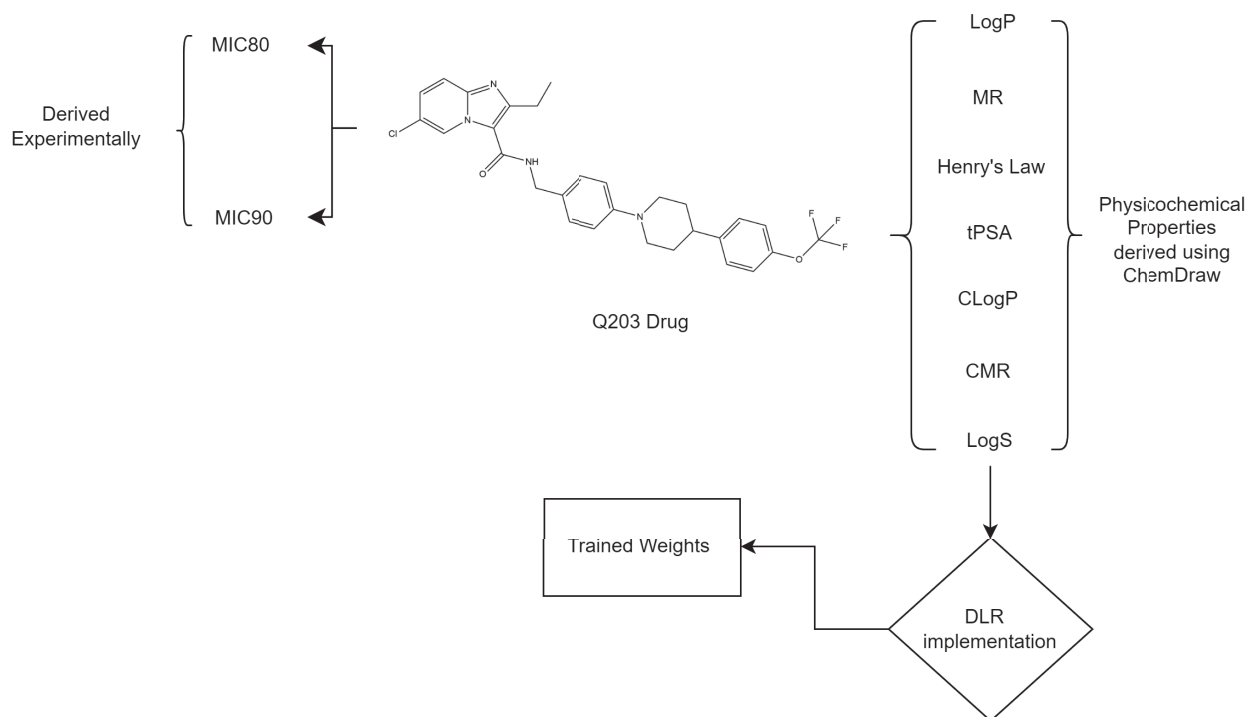 MIC80
Derived
Experimentally
MIC90
N
N
Cl
O
NH
N
O
F
F
F
Q203 Drug
LogP
MR
Henry's Law
tPSA
CLogP
CMR
LogS
Physicochemical
Properties
derived using
ChemDraw
Trained Weights
DLR
implementation